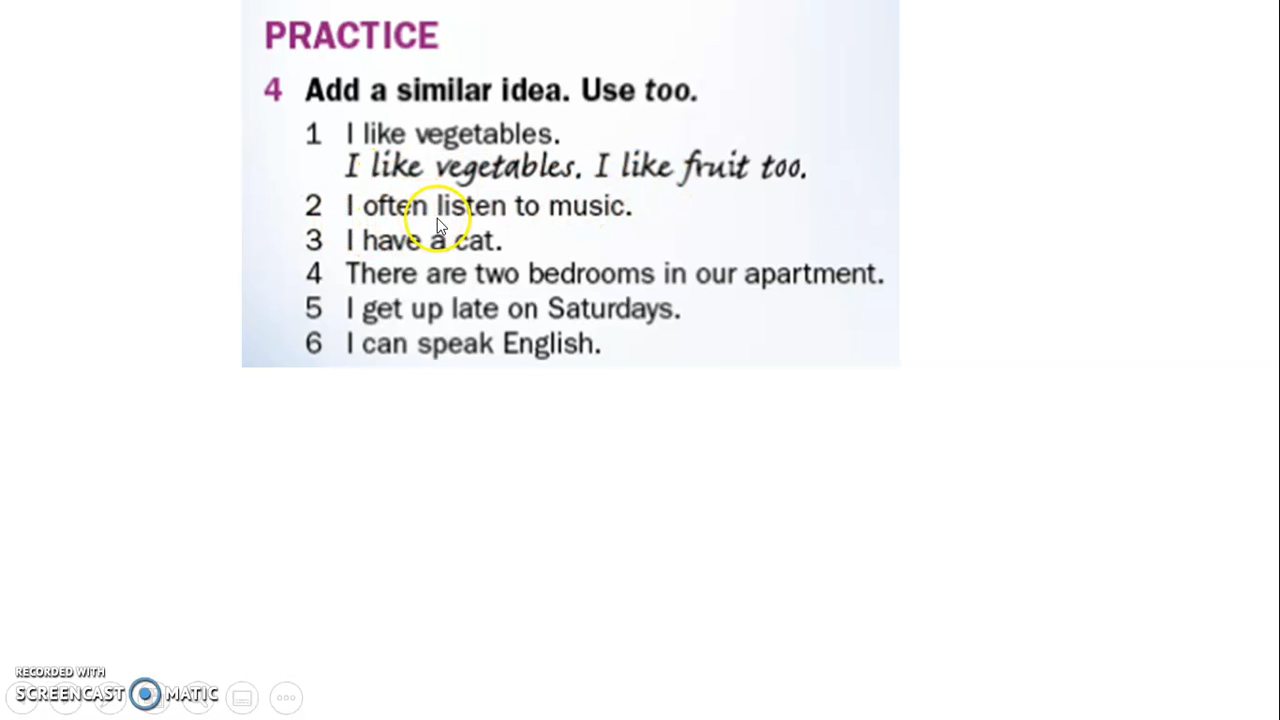 PRACTICE
4 Add a similar idea. Use too.
1 I like vegetables.
I like vegetables. I like fruit too.
2 I often listen to music.
3 I have a cat.
4 There are two bedrooms in our apartment.
5 I get up late on Saturdays.
6 I can speak English.
RECORDED WITH
SCREENCAST MATIC